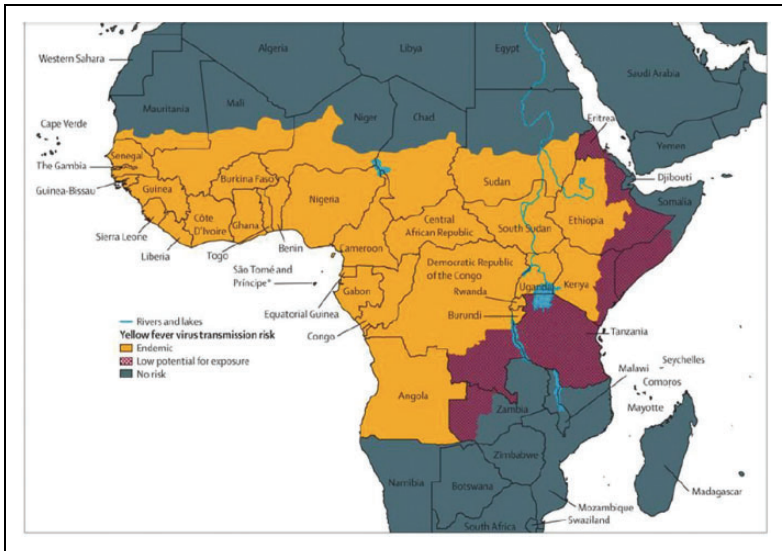 Western Sahara
Algeria
Libya
Egypt
Saudi Arabia
Cape Verde
Mauritania
Mali
Niger
Chad
Eritrea
Yemen
Senegal
The Gambia
Guinea-Bissau
Guinea
Burkina Faso
Nigeria
Sudan
Djibouti
Somalia
Sierra Leone
Liberia
Côte
D'Ivoire
Ghana
Togo
Benin
Cameroon
Central
African Republic
South Sudan
Ethiopia
São Tomé and
Príncipe*
Equatorial Guinea
Gabon
Congo
Democratic Republic
of the Congo
Uganda
Kenya
Rwanda
Burundi
Tanzania
Rivers and lakes
Yellow fever virus transmission risk
Endemic
Low potential for exposure
No risk
Angola
Zambia
Malawi
Seychelles
Comoros
Mayotte
Namibia
Botswana
Zimbabwe
Mozambique
Swaziland
South Africa
Madagascar